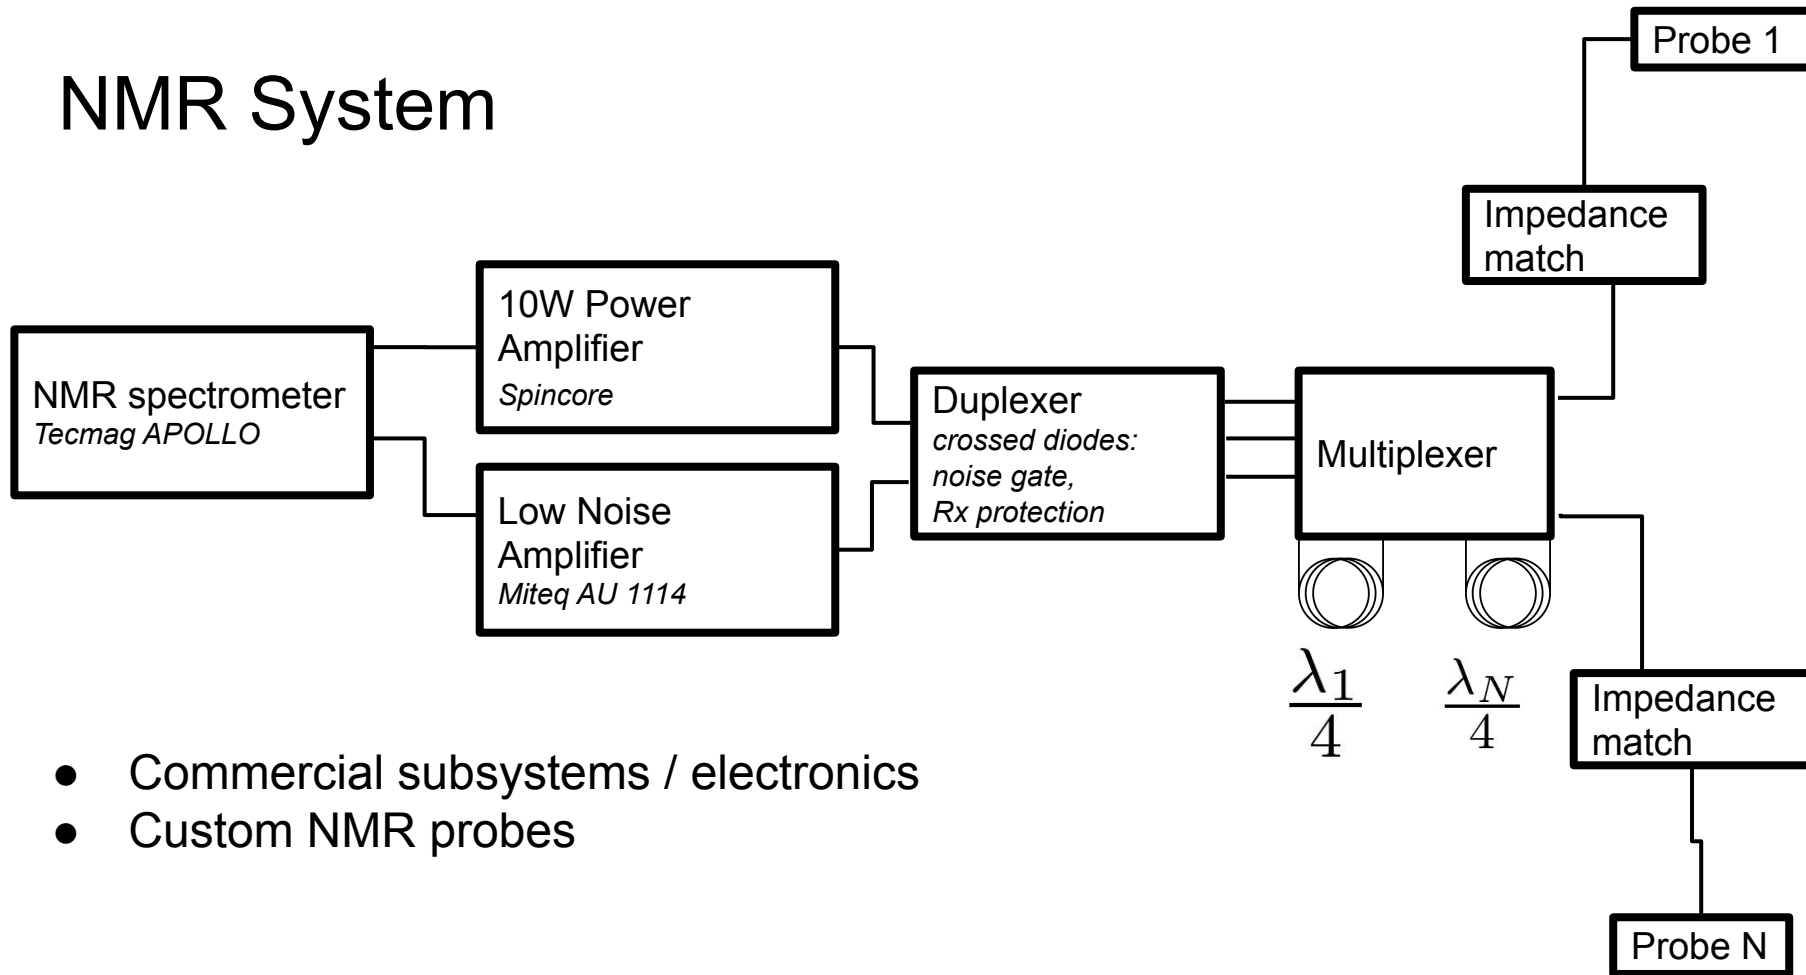 NMR System
Probe 1
Impedance
match
10W Power
Amplifier
Spincore
NMR spectrometer
Tecmag APOLLO
Low Noise
Amplifier
Miteq AU 1114
Duplexer
crossed diodes:
noise gate,
Rx protection
Multiplexer
λ1/4
λN/4
Impedance
match
Probe N
● Commercial subsystems / electronics
● Custom NMR probes